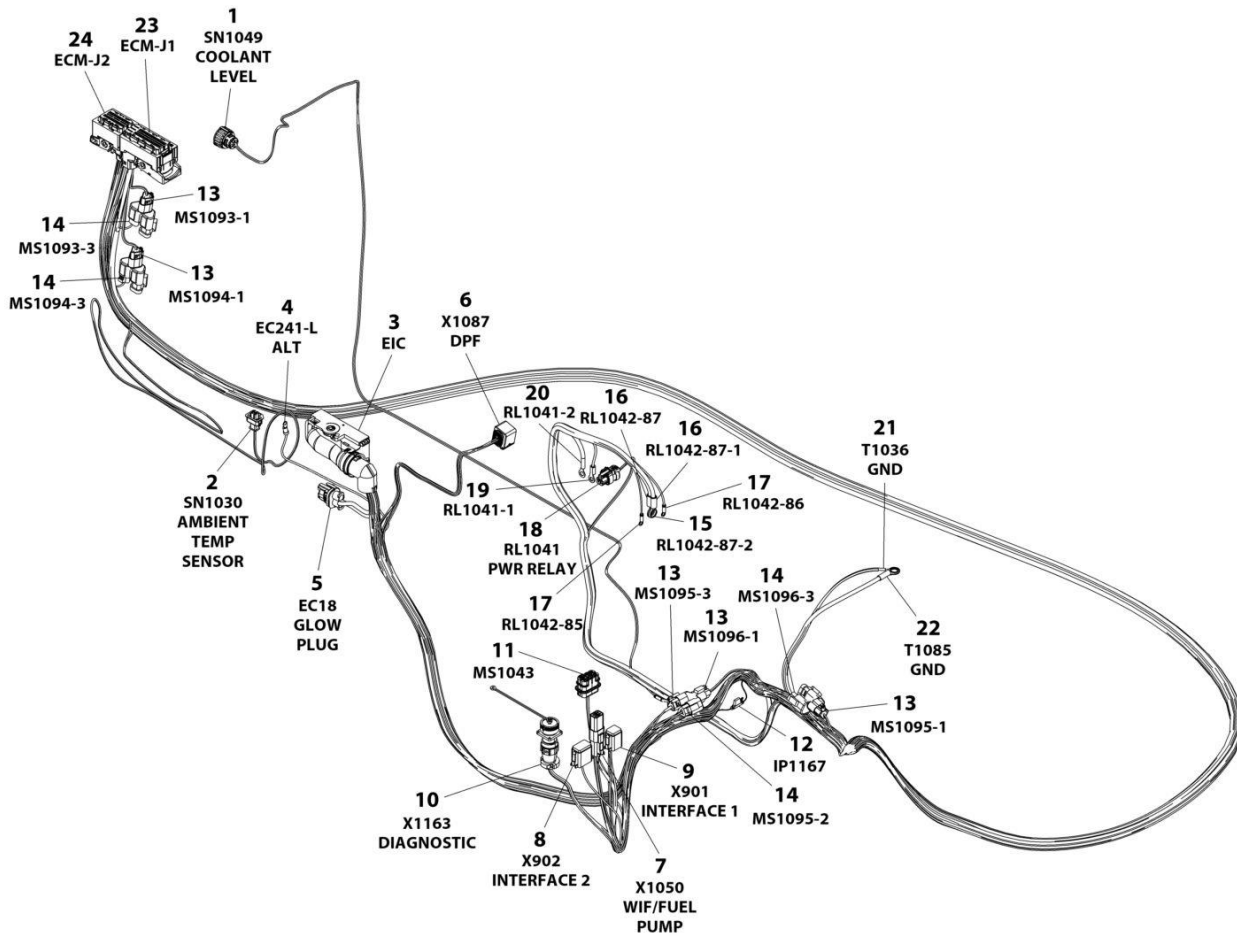 1
SN1049
COOLANT
LEVEL
23
ECM-J1
24
ECM-J2
13
MS1093-1
14
MS1093-3
13
MS1094-1
14
MS1094-3
4
EC241-L
ALT
3
EIC
6
X1087
DPF
20
RL1041-2
16
RL1042-87
16
RL1042-87-1
17
RL1042-86
21
T1036
GND
2
SN1030
AMBIENT
TEMP
SENSOR
19
RL1041-1
18
RL1041
PWR RELAY
15
RL1042-87-2
5
EC18
GLOW
PLUG
17
RL1042-85
13
MS1095-3
13
MS1096-1
14
MS1096-3
22
T1085
GND
11
MS1043
13
MS1095-1
12
IP1167
10
X1163
DIAGNOSTIC
9
X901
INTERFACE 1
14
MS1095-2
8
X902
INTERFACE 2
7
X1050
WIF/FUEL
PUMP